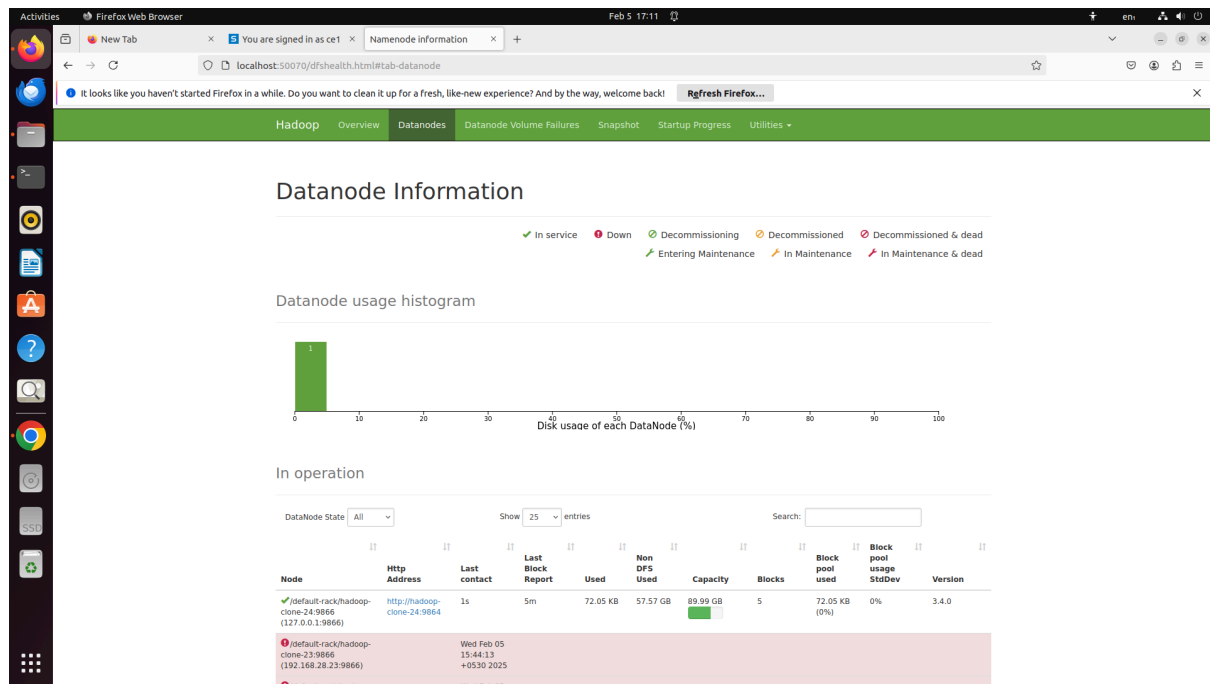 Activities Firefox Web Browser Feb 5 17:11 en₁
New Tab × S You are signed in as ce1 × Namenode information × +
localhost:50070/dfshealth.html#tab-datanode
It looks like you haven't started Firefox in a while. Do you want to clean it up for a fresh, like-new experience? And by the way, welcome back! Refresh Firefox... ×
Hadoop Overview Datanodes Datanode Volume Failures Snapshot Startup Progress Utilities
Datanode Information
In service Down Decommissioning Decommissioned Decommissioned & dead
Entering Maintenance In Maintenance In Maintenance & dead
Datanode usage histogram
1
0 10 20 30 40 50 60 70 80 90 100
Disk usage of each DataNode (%)
In operation
DataNode State All Show 25 entries Search:
Node Http Address Last contact Last Block Report Used Non DFS Used Capacity Blocks Block pool used Block pool usage StdDev Version
/default-rack/hadoop- http://hadoop- 1s 5m 72.05 KB 57.57 GB 89.99 GB 5 72.05 KB 0% 3.4.0
clone-24:9866 clone-24:9864 (0%)
(127.0.0.1:9866)
/default-rack/hadoop- Wed Feb 05
clone-23:9866 15:44:13
(192.168.28.23:9866) +0530 2025
SSD